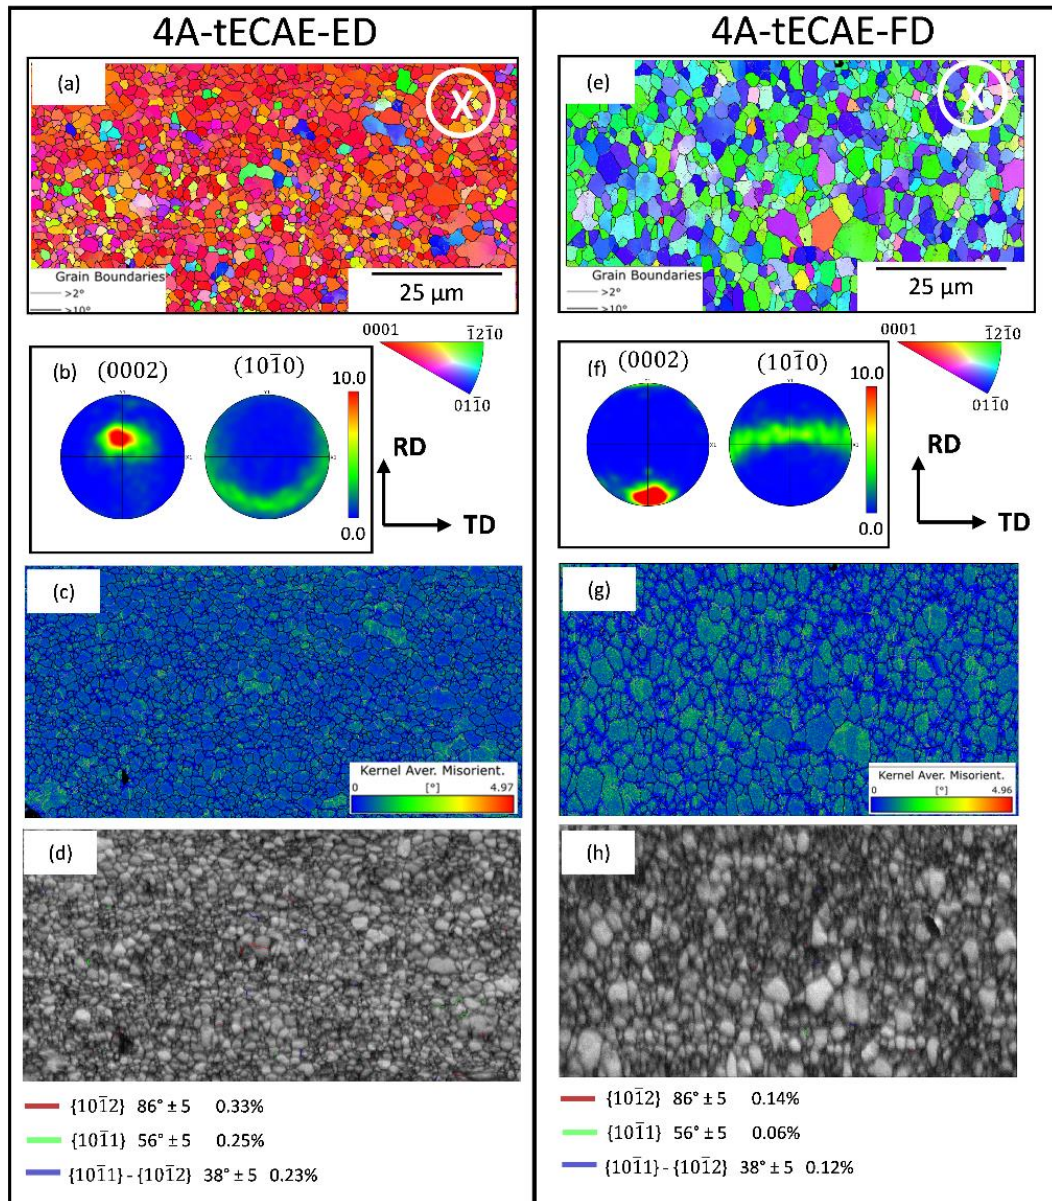 4A-tECAE-ED
(a)
X
Grain Boundaries
>2°
>10°
25 μm
0001
1̅21̅0
011̅0
(b)
(0002)
(101̅0)
10.0
0.0
RD
TD
(c)
Kernel Aver. Misorient.
0 [°] 4.97
(d)
{101̅2} 86° ± 5 0.33%
{101̅1} 56° ± 5 0.25%
{101̅1} - {101̅2} 38° ± 5 0.23%
4A-tECAE-FD
(e)
X
Grain Boundaries
>2°
>10°
25 μm
0001
1̅21̅0
011̅0
(f)
(0002)
(101̅0)
10.0
0.0
RD
TD
(g)
Kernel Aver. Misorient.
0 [°] 4.96
(h)
{101̅2} 86° ± 5 0.14%
{101̅1} 56° ± 5 0.06%
{101̅1} - {101̅2} 38° ± 5 0.12%